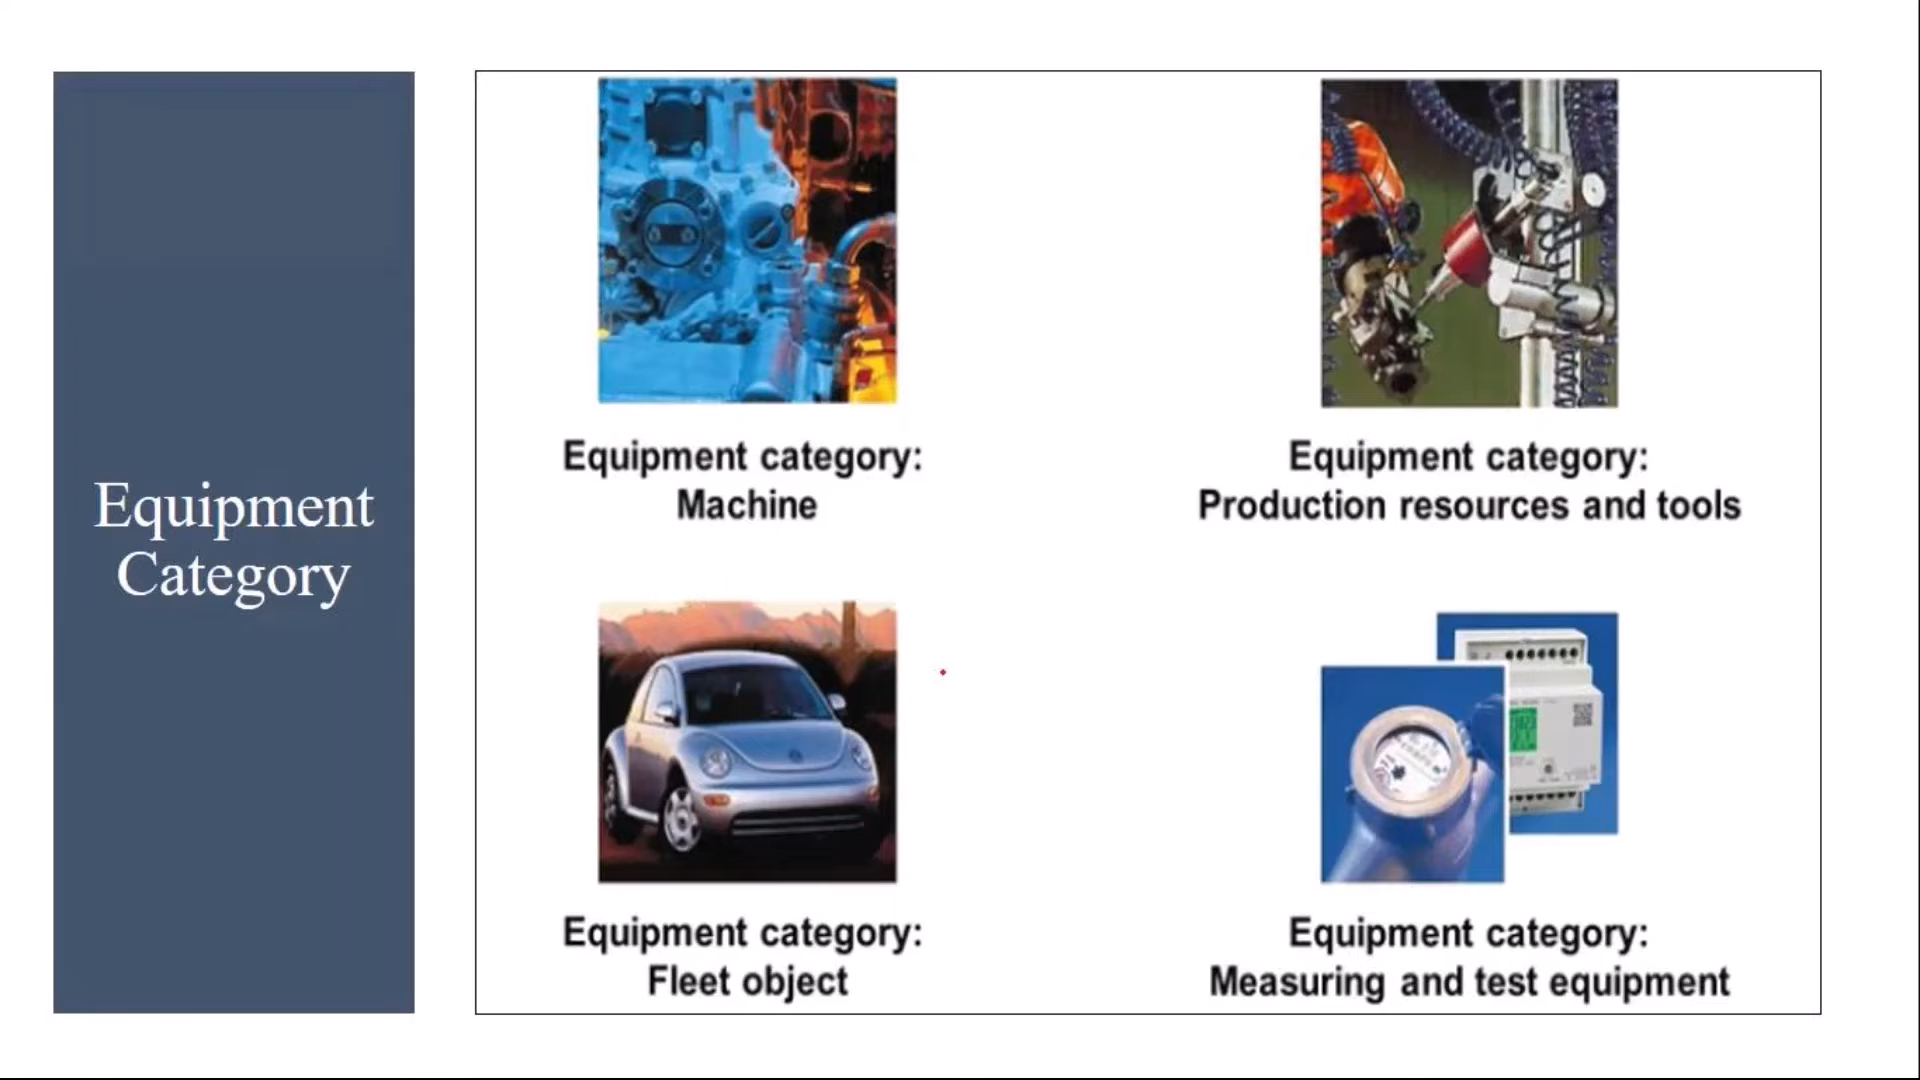 Equipment
Category
Equipment category:
Machine
Equipment category:
Production resources and tools
Equipment category:
Fleet object
Equipment category:
Measuring and test equipment